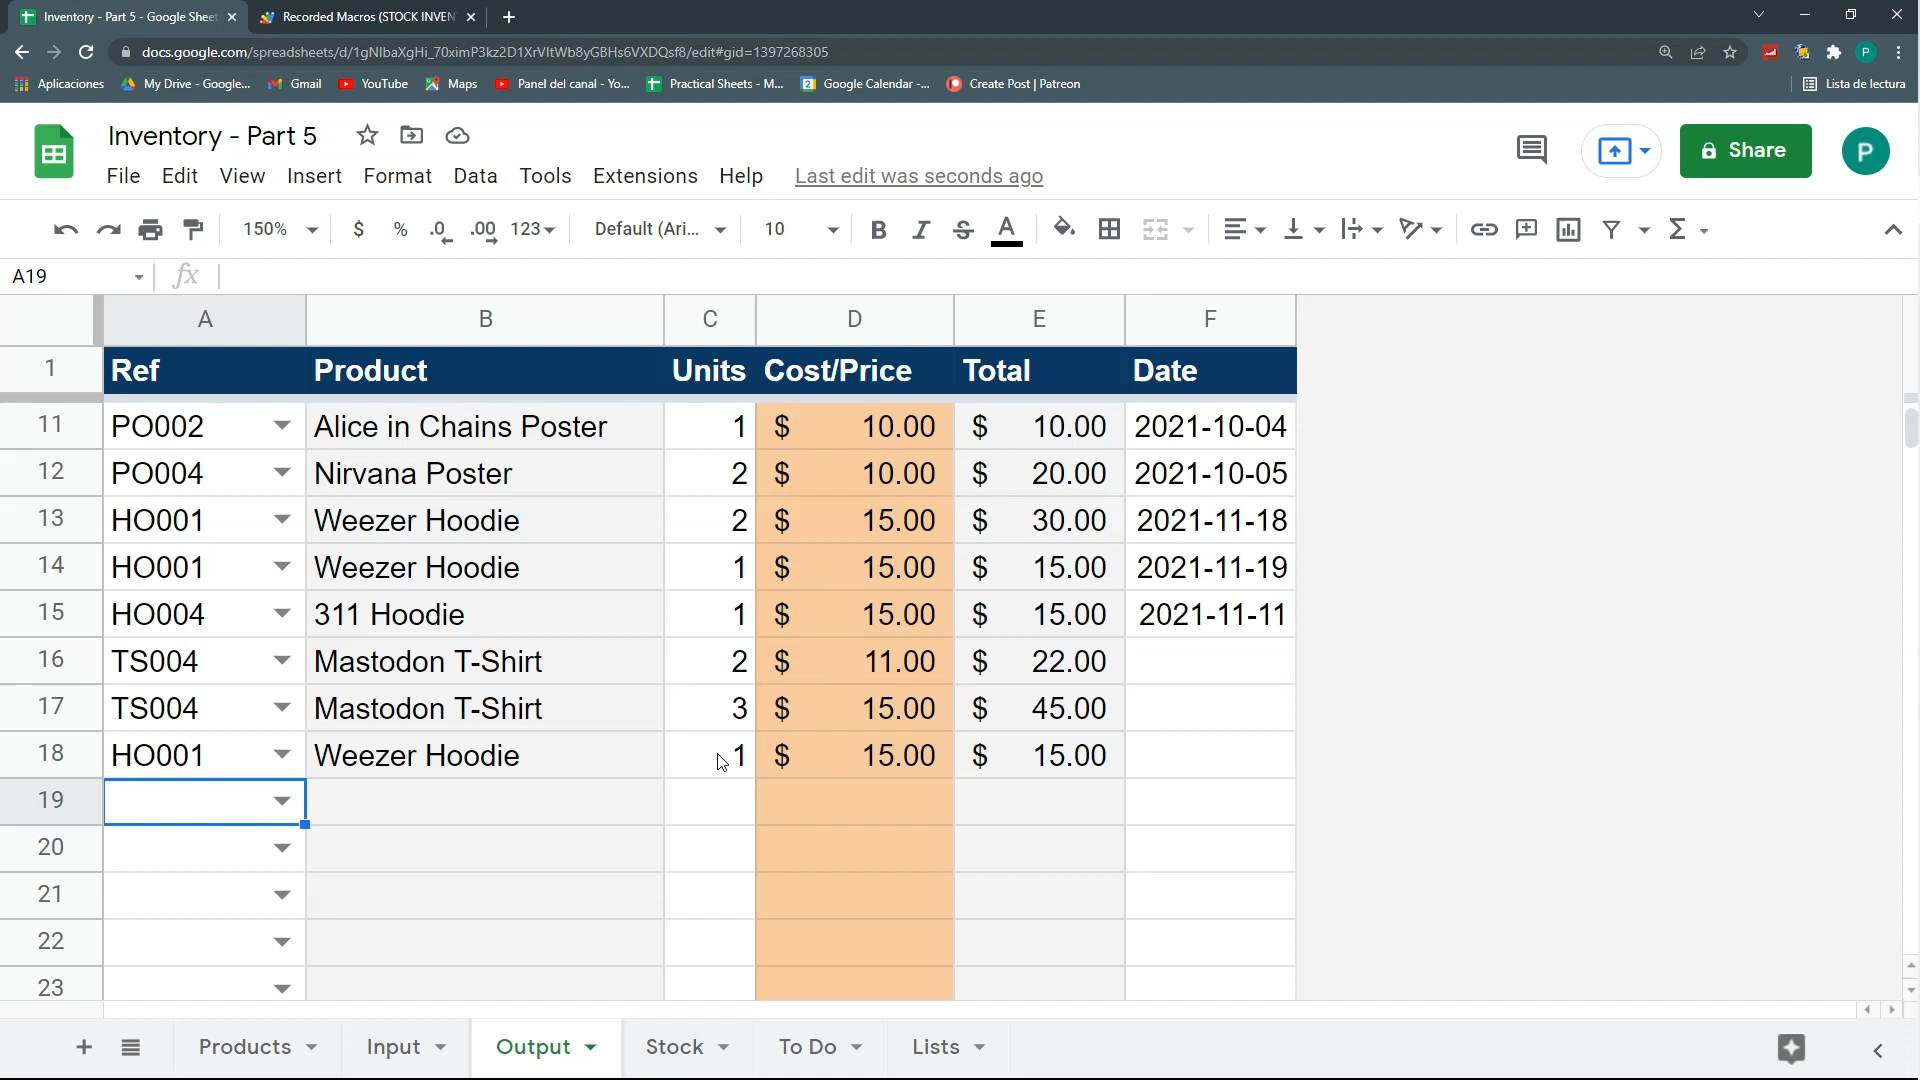 Inventory - Part 5 - Google Sheet
Recorded Macros (STOCK INVEN
docs.google.com/spreadsheets/d/1gNlbaXgHi_70ximP3kz2D1XrVltWb8yGBHs6VXDQsf8/edit#gid=1397268305
Aplicaciones My Drive - Google... Gmail YouTube Maps Panel del canal - Yo... Practical Sheets - M... Google Calendar -... Create Post | Patreon Lista de lectura
Inventory - Part 5
Share
P
File Edit View Insert Format Data Tools Extensions Help Last edit was seconds ago
150% $ % .0 .00 123 Default (Ari... 10 B I S A
A19 fx
A B C D E F
1 Ref Product Units Cost/Price Total Date
11 PO002 Alice in Chains Poster 1 $ 10.00 $ 10.00 2021-10-04
12 PO004 Nirvana Poster 2 $ 10.00 $ 20.00 2021-10-05
13 HO001 Weezer Hoodie 2 $ 15.00 $ 30.00 2021-11-18
14 HO001 Weezer Hoodie 1 $ 15.00 $ 15.00 2021-11-19
15 HO004 311 Hoodie 1 $ 15.00 $ 15.00 2021-11-11
16 TS004 Mastodon T-Shirt 2 $ 11.00 $ 22.00
17 TS004 Mastodon T-Shirt 3 $ 15.00 $ 45.00
18 HO001 Weezer Hoodie 1 $ 15.00 $ 15.00
19
20
21
22
23
Products Input Output Stock To Do Lists